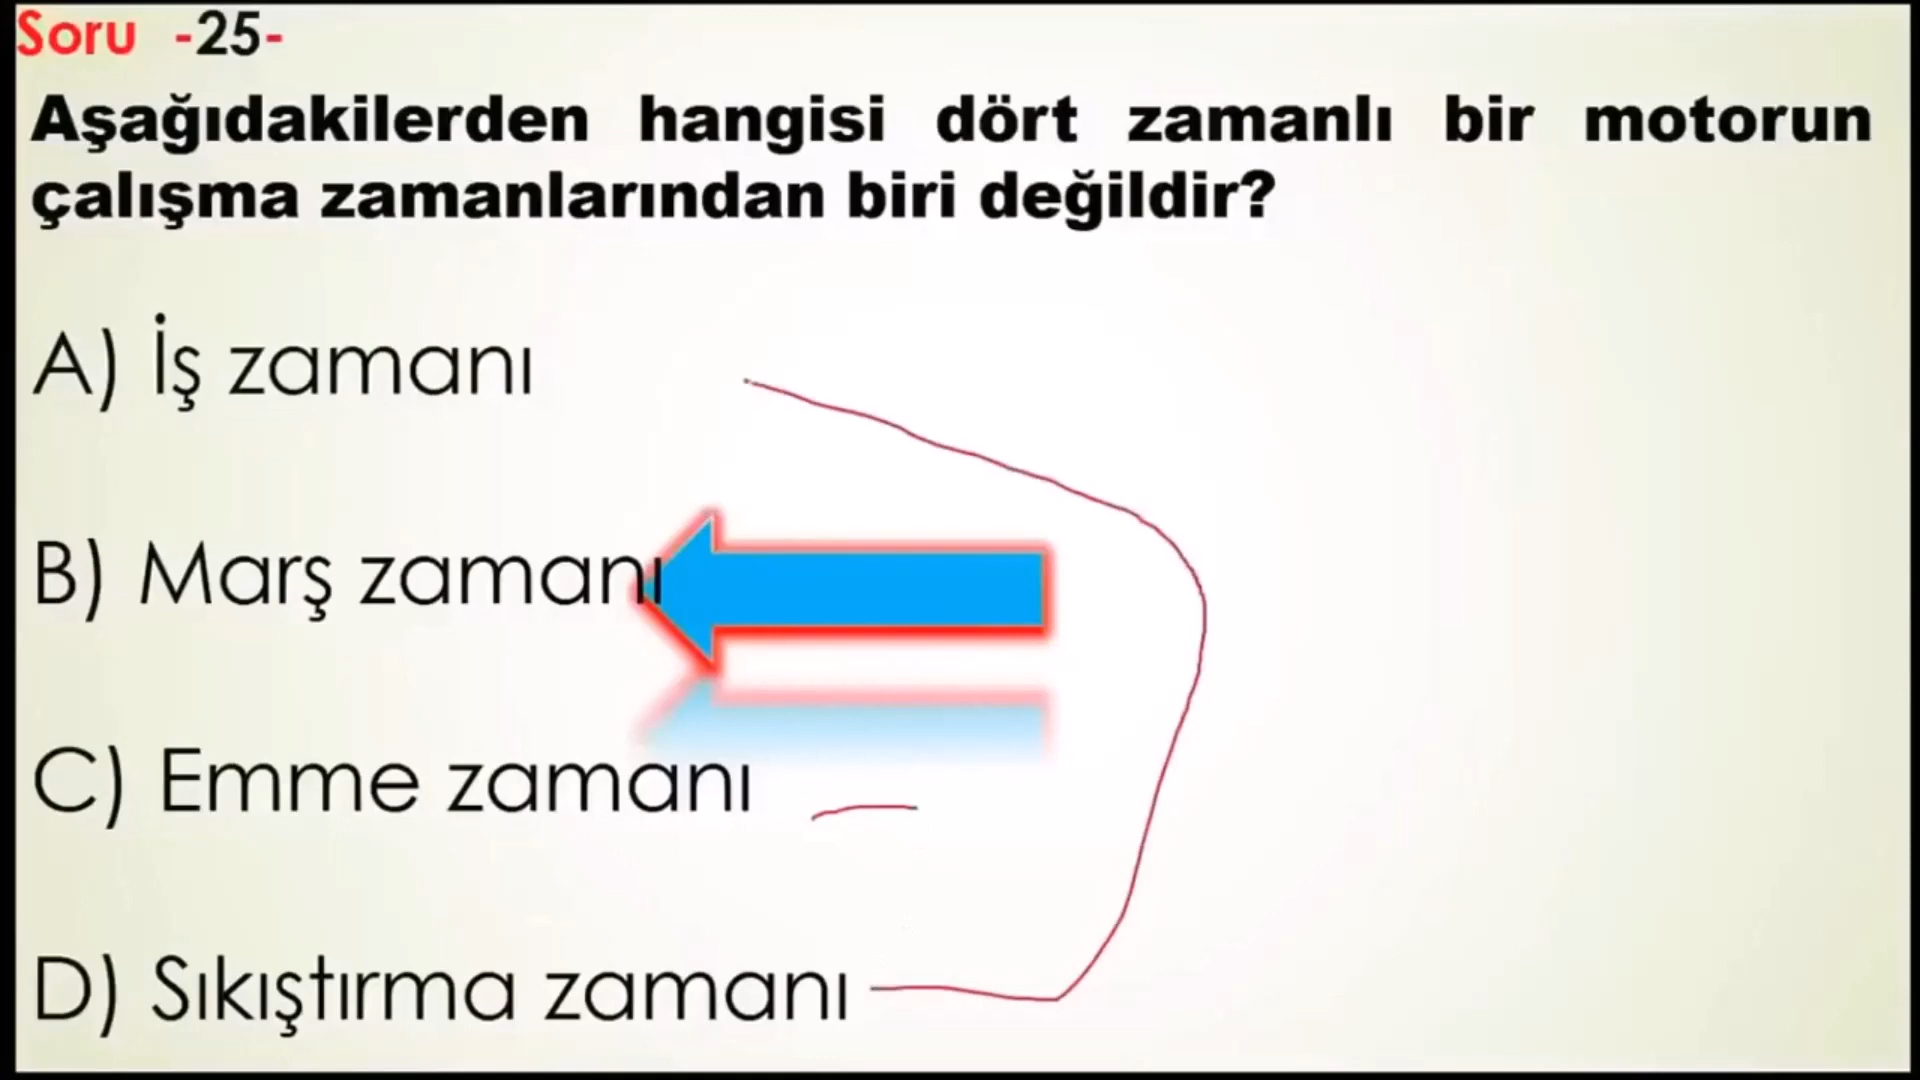 Soru -25-
Aşağıdakilerden hangisi dört zamanlı bir motorun
çalışma zamanlarından biri değildir?
A) İş zamanı
B) Marş zamanı
C) Emme zamanı
D) Sıkıştırma zamanı